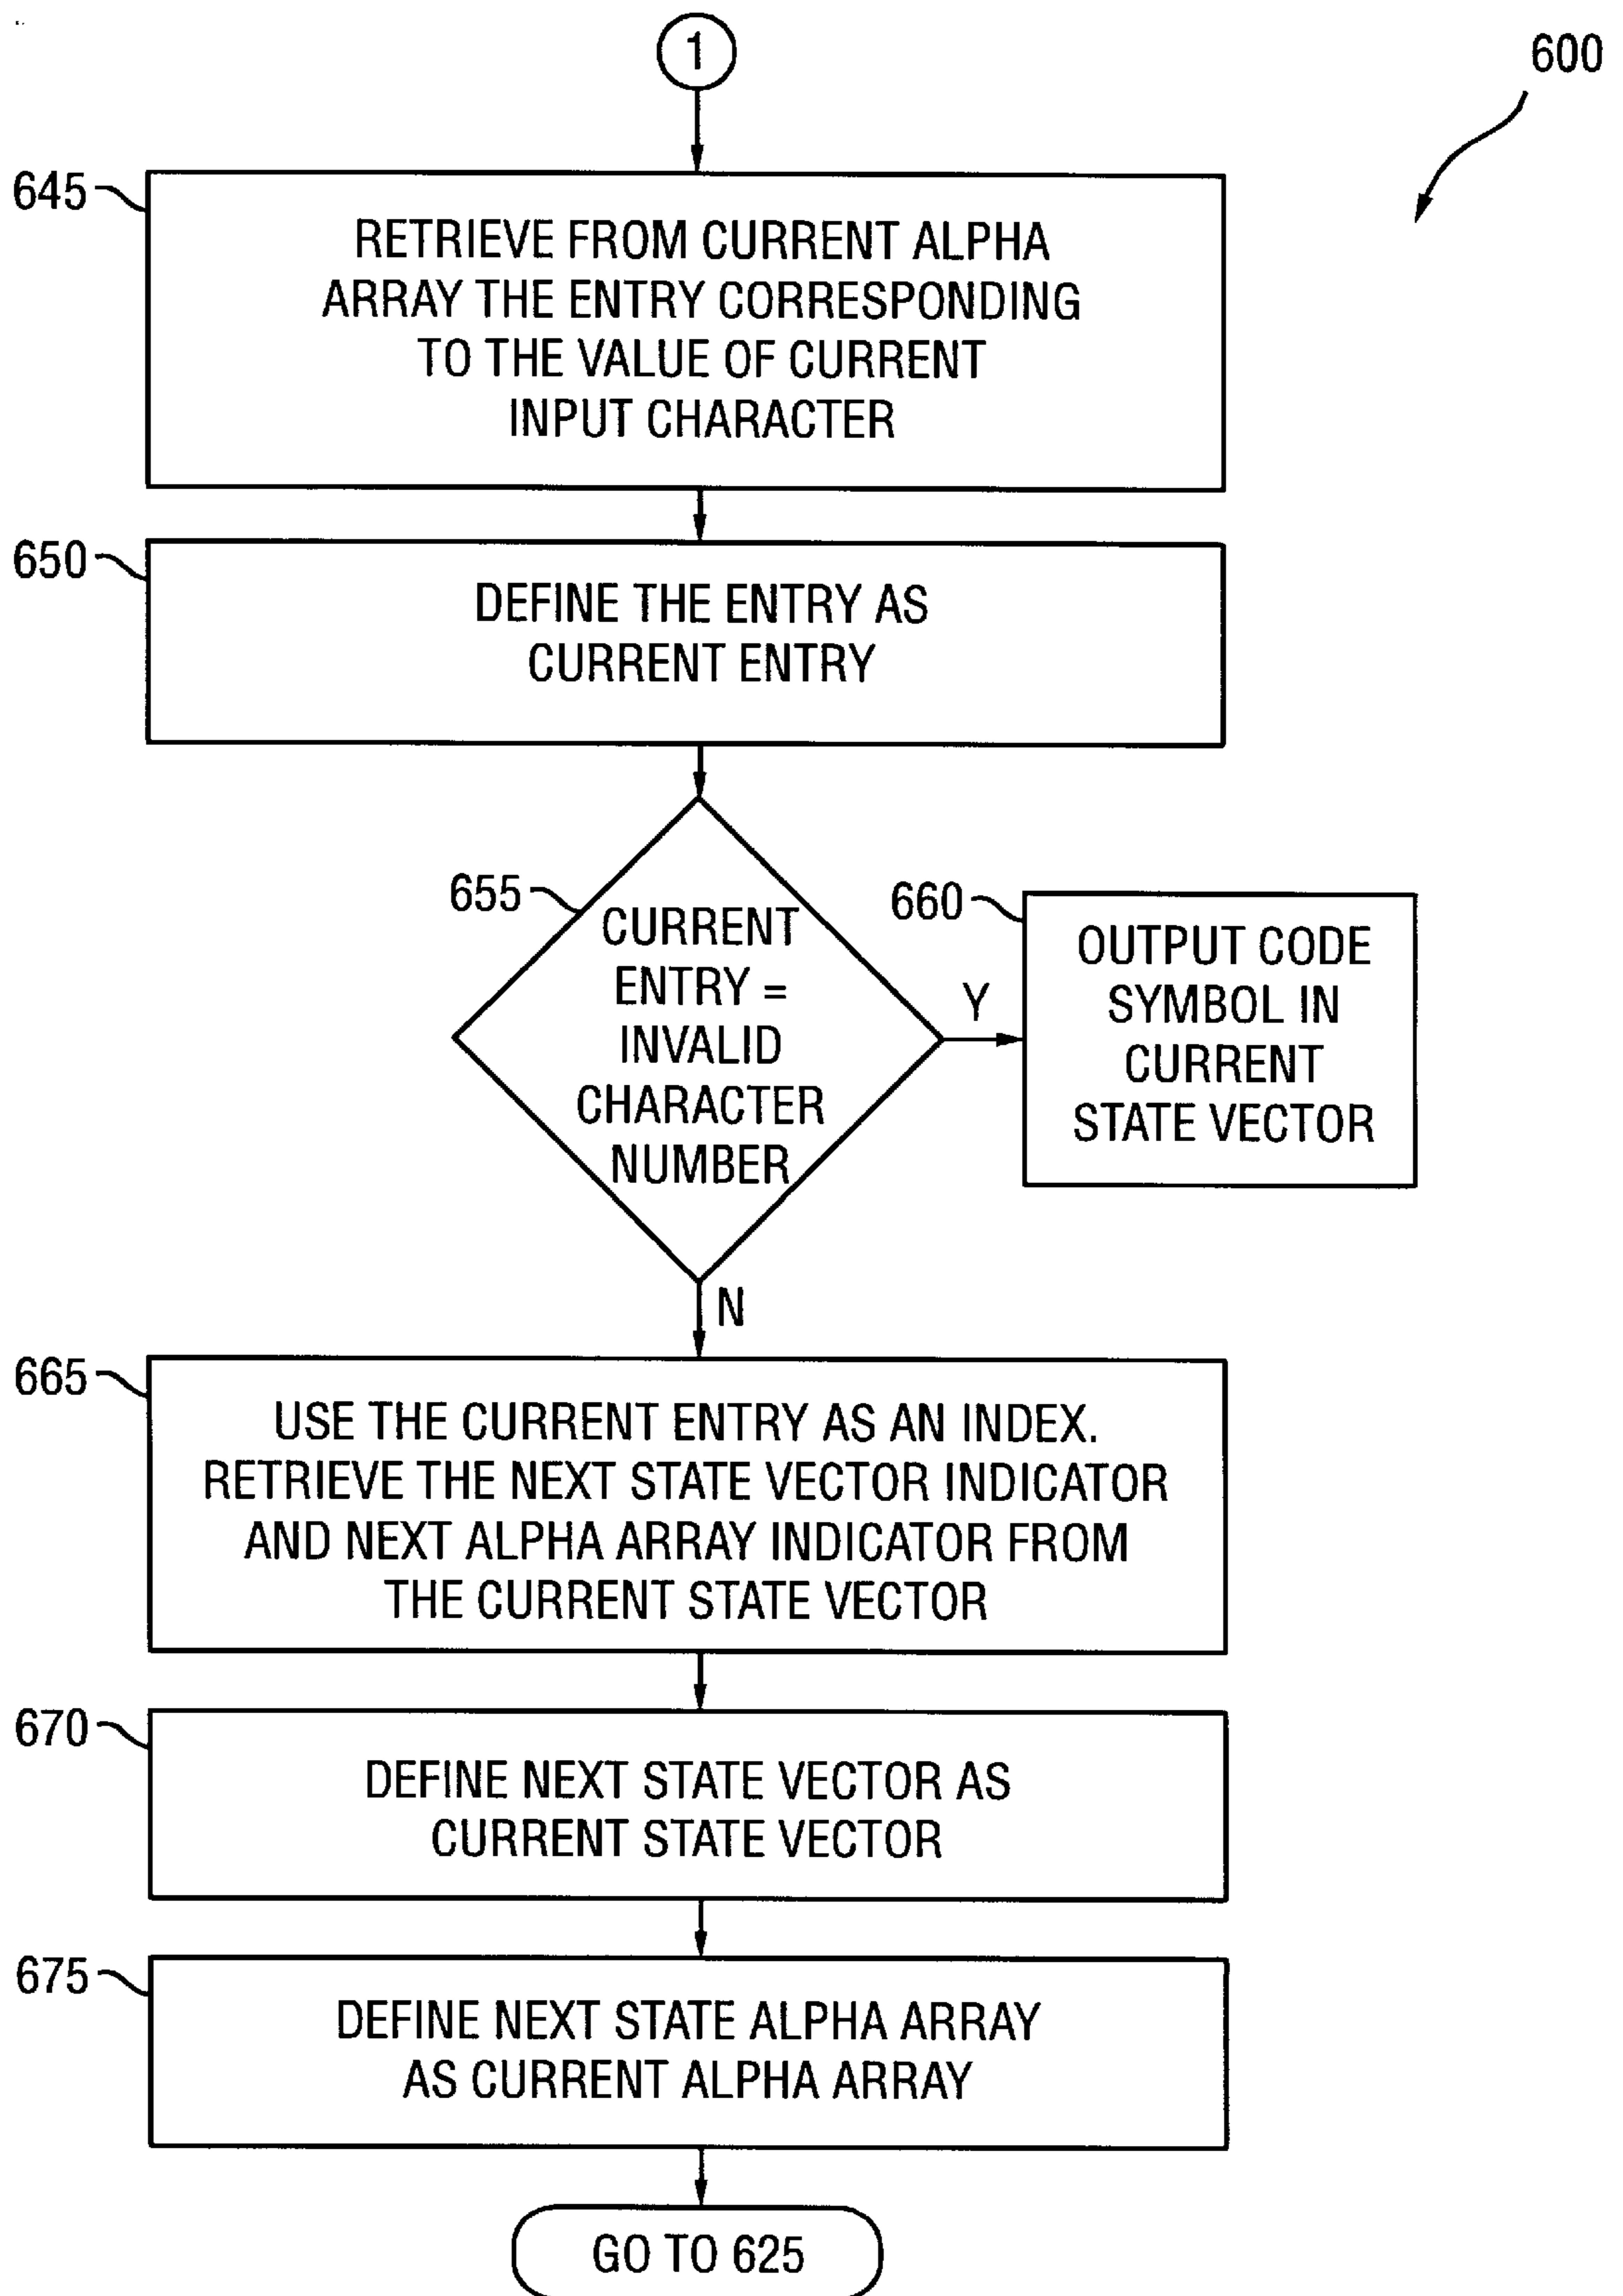 1
600
645
RETRIEVE FROM CURRENT ALPHA
ARRAY THE ENTRY CORRESPONDING
TO THE VALUE OF CURRENT
INPUT CHARACTER
650
DEFINE THE ENTRY AS
CURRENT ENTRY
655
CURRENT
ENTRY =
INVALID
CHARACTER
NUMBER
Y
660
OUTPUT CODE
SYMBOL IN
CURRENT
STATE VECTOR
N
665
USE THE CURRENT ENTRY AS AN INDEX.
RETRIEVE THE NEXT STATE VECTOR INDICATOR
AND NEXT ALPHA ARRAY INDICATOR FROM
THE CURRENT STATE VECTOR
670
DEFINE NEXT STATE VECTOR AS
CURRENT STATE VECTOR
675
DEFINE NEXT STATE ALPHA ARRAY
AS CURRENT ALPHA ARRAY
GO TO 625